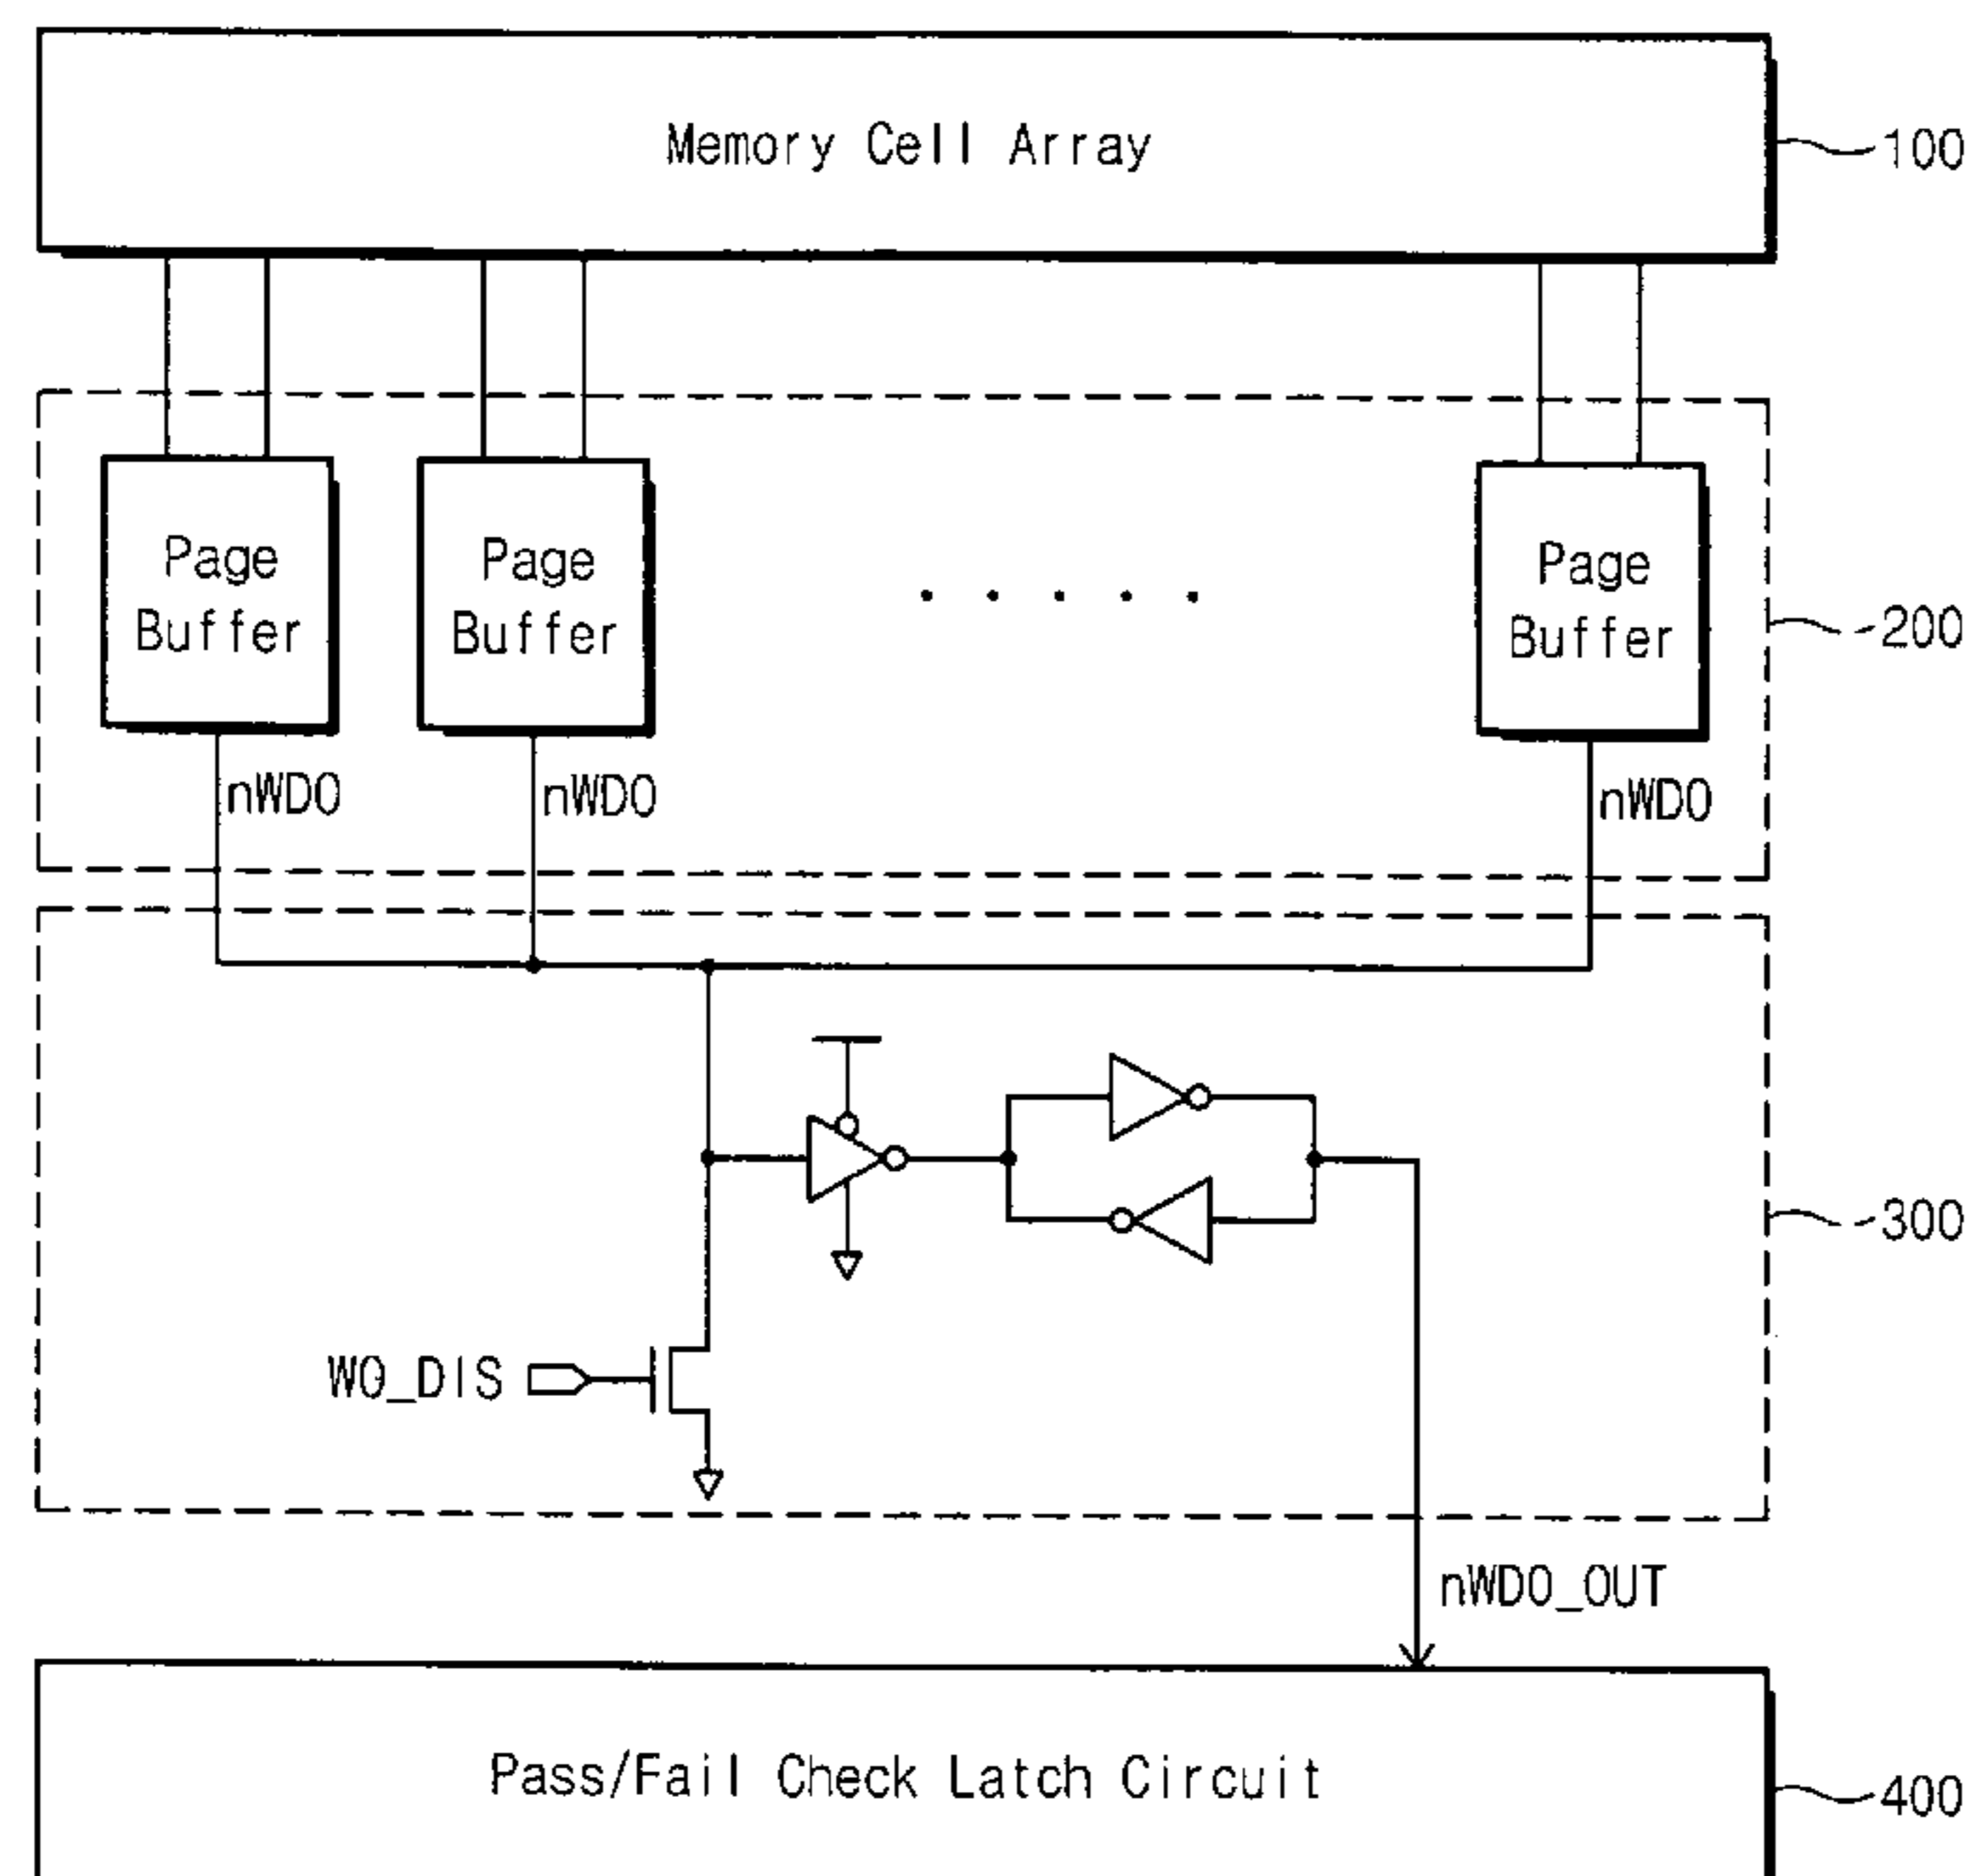 Memory Cell Array
100
Page
Buffer
Page
Buffer
Page
Buffer
200
nWDO
nWDO
nWDO
300
WO_DIS
nWDO_OUT
Pass/Fail Check Latch Circuit
400